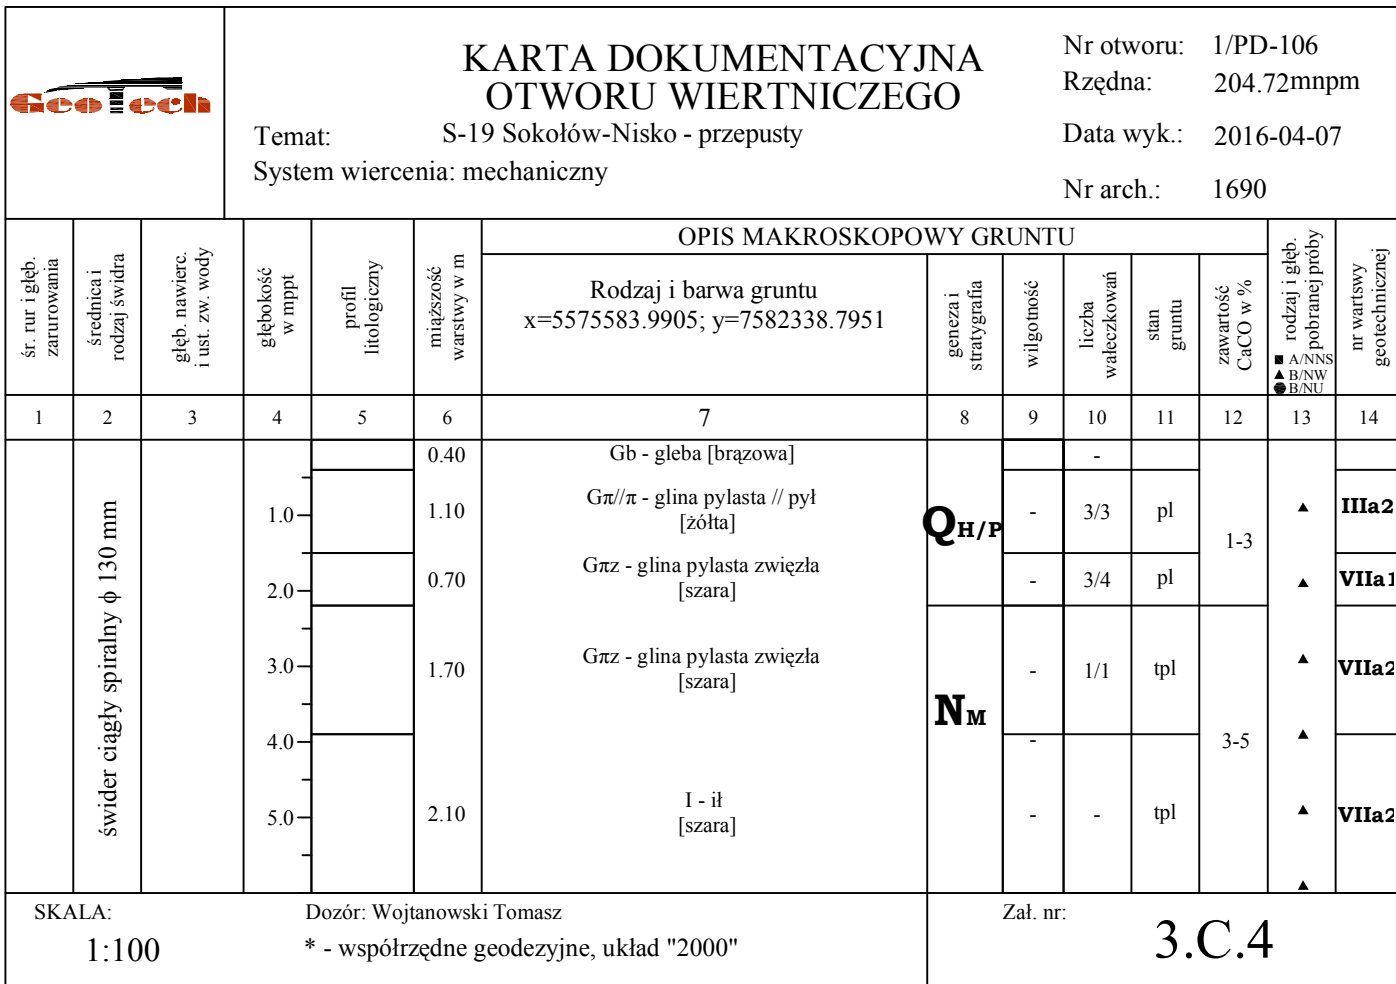 GeoTech
KARTA DOKUMENTACYJNA
OTWORU WIERTNICZEGO
Temat: S-19 Sokołów-Nisko - przepusty
System wiercenia: mechaniczny
Nr otworu: 1/PD-106
Rzędna: 204.72mnpm
Data wyk.: 2016-04-07
Nr arch.: 1690
śr. rur i głęb.
zarurowania
średnica i
rodzaj świdra
głęb. nawierc.
i ust. zw. wody
głębokość
w mppt
profil
litologiczny
miąższość
warstwy w m
OPIS MAKROSKOPOWY GRUNTU
Rodzaj i barwa gruntu
x=5575583.9905; y=7582338.7951
geneza i
stratygrafia
wilgotność
liczba
wałeczkowań
stan
gruntu
zawartość
CaCO w %
rodzaj i głęb.
pobranej próby
■ A/NNS
▲ B/NW
● B/NU
nr wartswy
geotechnicznej
1 2 3 4 5 6 7 8 9 10 11 12 13 14
świder ciągły spiralny ф 130 mm
0.40 Gb - gleba [brązowa] -
1.0 1.10 Gπ//π - glina pylasta // pył
[żółta]
- 3/3 pl ▲ IIIa2
QH/P
1-3
2.0 0.70 Gπz - glina pylasta zwięzła
[szara]
- 3/4 pl ▲ VIIa1
3.0 1.70 Gπz - glina pylasta zwięzła
[szara]
- 1/1 tpl ▲ VIIa2
NM
4.0 - 3-5 ▲
5.0 2.10 I - ił
[szara]
- - tpl ▲ VIIa2
▲
SKALA:
1:100
Dozór: Wojtanowski Tomasz
* - współrzędne geodezyjne, układ "2000"
Zał. nr:
3.C.4